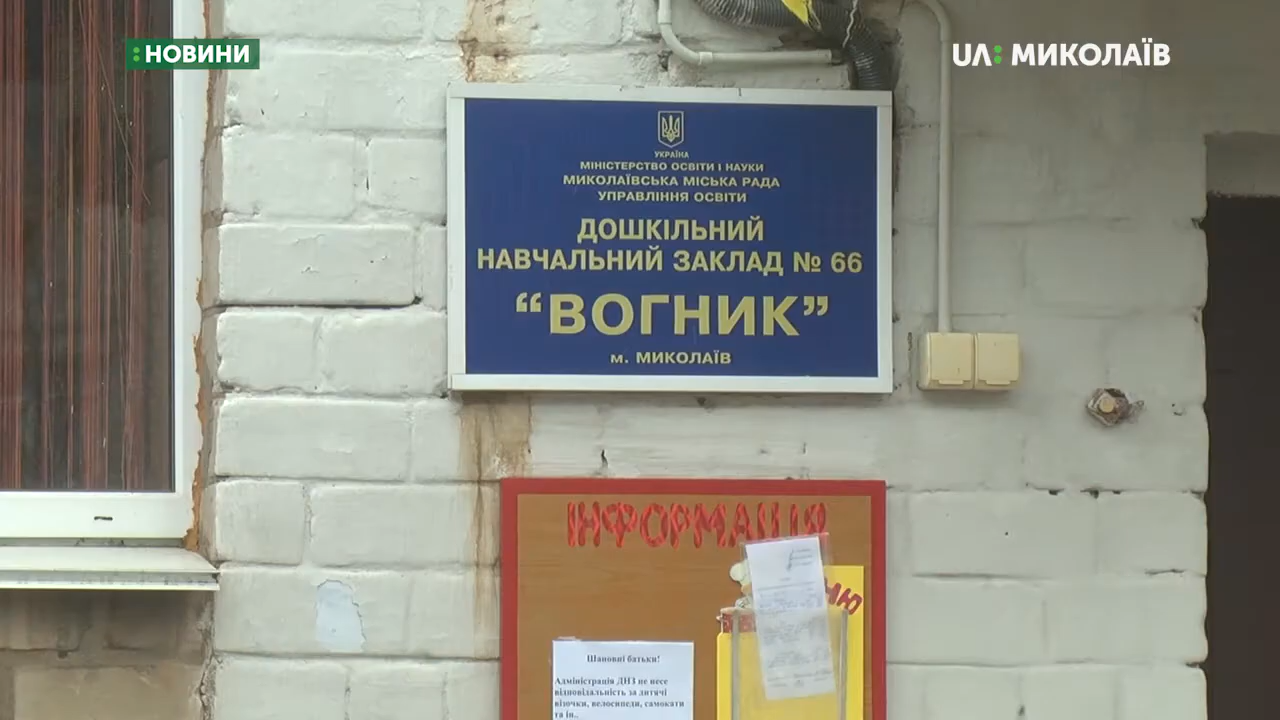 НОВИНИ
UA: МИКОЛАЇВ
УКРАЇНА
МІНІСТЕРСТВО ОСВІТИ І НАУКИ
МИКОЛАЇВСЬКА МІСЬКА РАДА
УПРАВЛІННЯ ОСВІТИ
ДОШКІЛЬНИЙ
НАВЧАЛЬНИЙ ЗАКЛАД № 66
“ВОГНИК”
м. МИКОЛАЇВ
ІНФОРМАЦІЯ
Шановні батьки!
Адміністрація ДНЗ не несе
відповідальність за дитячі
візочки, велосипеди, самокати
та ін..